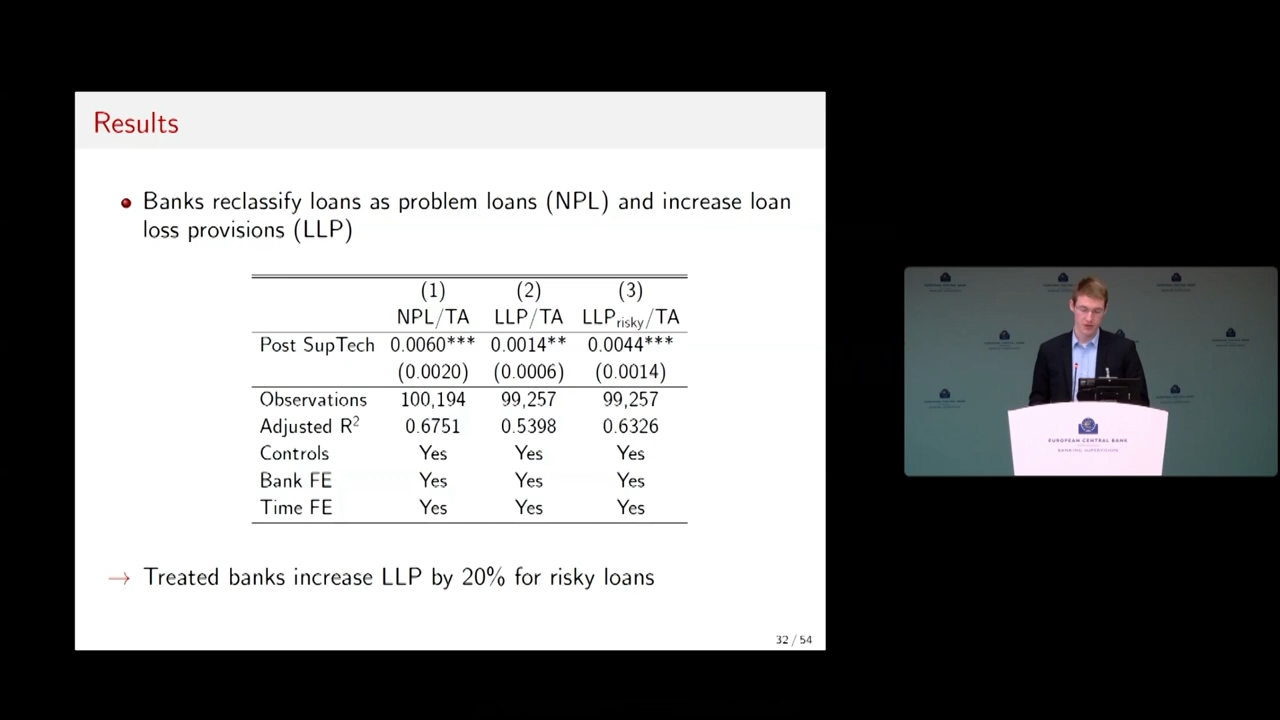 Results
Banks reclassify loans as problem loans (NPL) and increase loan
loss provisions (LLP)
(1) (2) (3)
NPL/TA LLP/TA LLPrisky/TA
Post SupTech 0.0060*** 0.0014** 0.0044***
(0.0020) (0.0006) (0.0014)
Observations 100,194 99,257 99,257
Adjusted R² 0.6751 0.5398 0.6326
Controls Yes Yes Yes
Bank FE Yes Yes Yes
Time FE Yes Yes Yes
→ Treated banks increase LLP by 20% for risky loans
32 / 54
EUROPEAN CENTRAL BANK
BANKING SUPERVISION